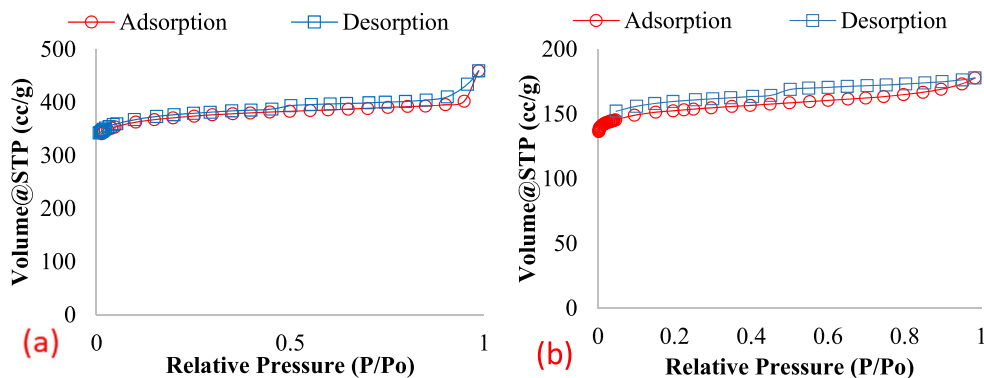 Adsorption Desorption
500
400
300
200
100
0
Volume@STP (cc/g)
0 0.5 1
Relative Pressure (P/Po)
(a)
Adsorption Desorption
200
150
100
50
0
Volume@STP (cc/g)
0 0.2 0.4 0.6 0.8 1
Relative Pressure (P/Po)
(b)